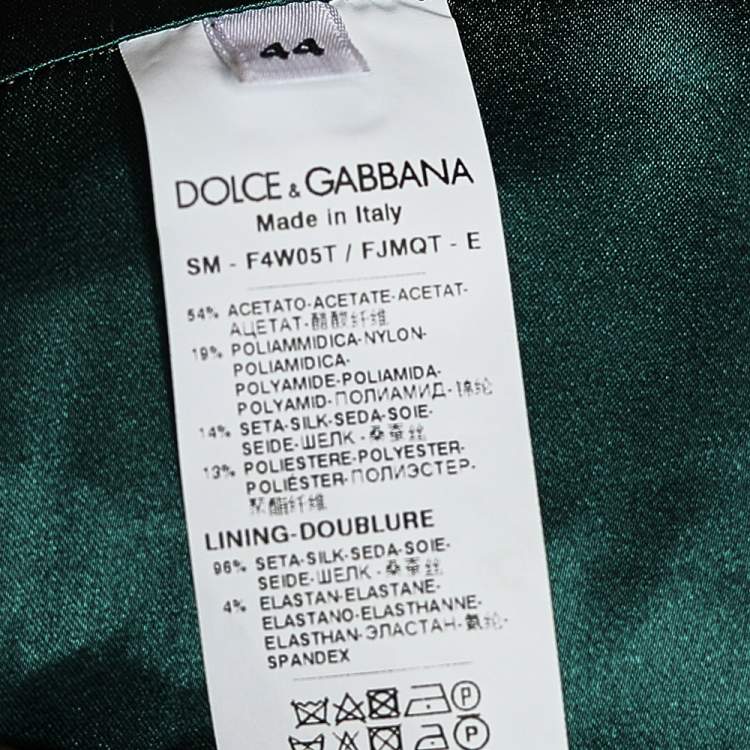 44
DOLCE & GABBANA
Made in Italy
SM - F4W05T / FJMQT - E
54% ACETATO-ACETATE-ACETAT-
АЦЕТАТ-醋酸纤维
19% POLIAMMIDICA-NYLON-
POLIAMIDICA-
POLYAMIDE-POLIAMIDA-
POLYAMID-ПОЛИАМИД-锦纶
14% SETA-SILK-SEDA-SOIE-
SEIDE-ШЕЛК-桑蚕丝
13% POLIESTERE-POLYESTER-
POLIÉSTER-ПОЛИЭСТЕР-
聚酯纤维
LINING-DOUBLURE
96% SETA-SILK-SEDA-SOIE-
SEIDE-ШЕЛК-桑蚕丝
4% ELASTAN-ELASTANE-
ELASTANO-ELASTHANNE-
ELASTHAN-ЭЛАСТАН-氨纶-
SPANDEX
P
P